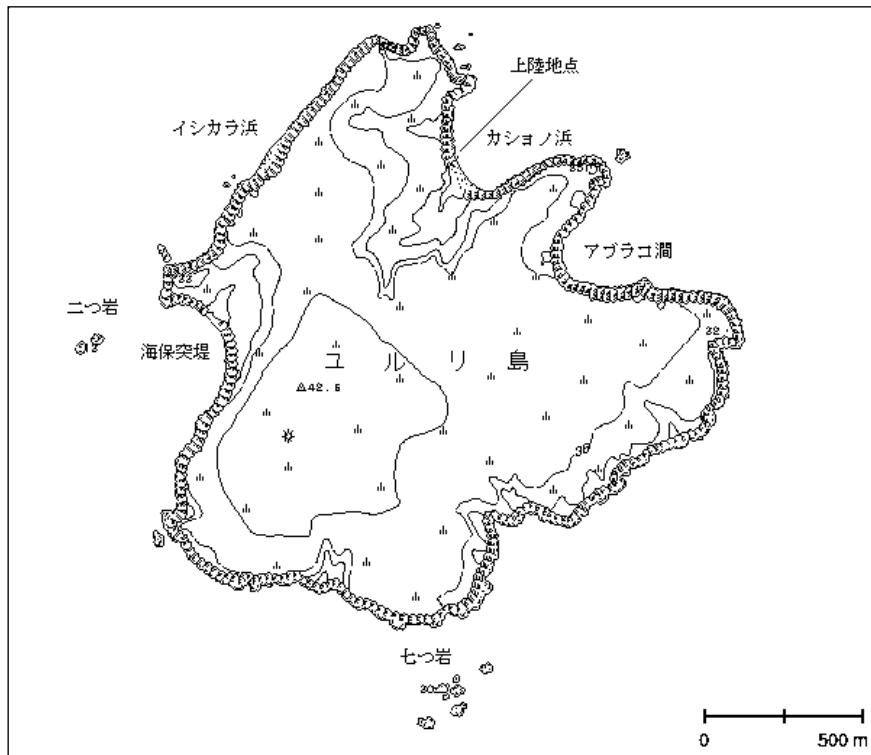 上陸地点
イシカラ浜
カショノ浜
アブラコ澗
二つ岩
海保突堤
ユルリ島
△42.6
32
30
七つ岩
0 500 m